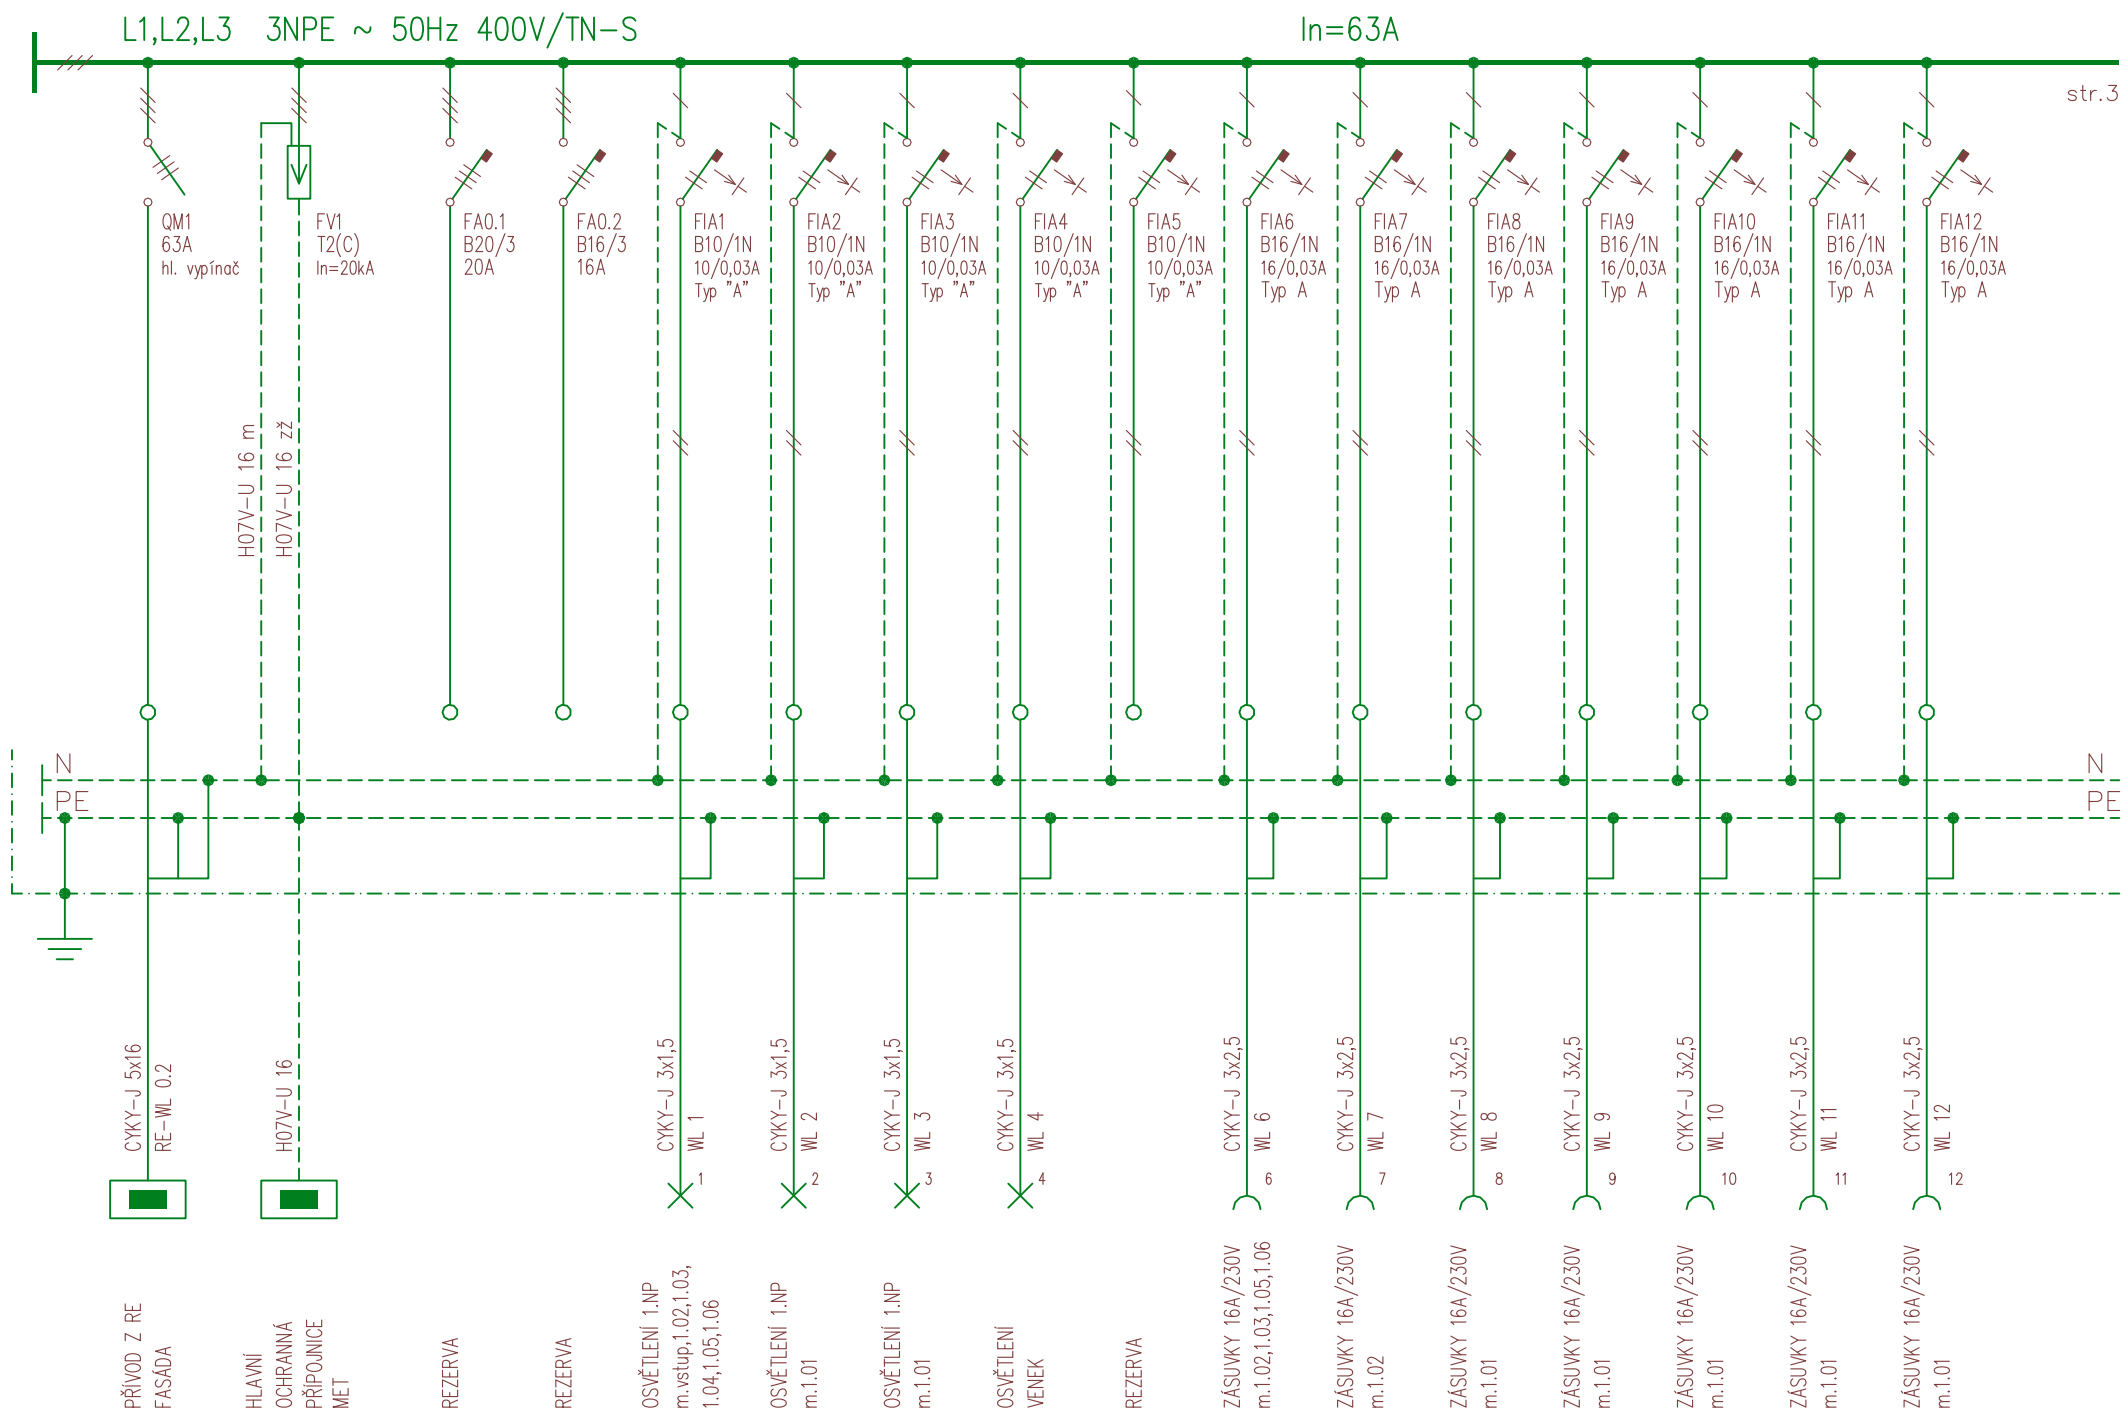 L1,L2,L3 3NPE ~ 50Hz 400V/TN-S
In=63A
str.3
QM1
63A
hl. vypínač
FV1
T2(C)
In=20kA
FA0.1
B20/3
20A
FA0.2
B16/3
16A
FIA1
B10/1N
10/0,03A
Typ "A"
FIA2
B10/1N
10/0,03A
Typ "A"
FIA3
B10/1N
10/0,03A
Typ "A"
FIA4
B10/1N
10/0,03A
Typ "A"
FIA5
B10/1N
10/0,03A
Typ "A"
FIA6
B16/1N
16/0,03A
Typ A
FIA7
B16/1N
16/0,03A
Typ A
FIA8
B16/1N
16/0,03A
Typ A
FIA9
B16/1N
16/0,03A
Typ A
FIA10
B16/1N
16/0,03A
Typ A
FIA11
B16/1N
16/0,03A
Typ A
FIA12
B16/1N
16/0,03A
Typ A
H07V-U 16 m
H07V-U 16 zž
N
N
PE
PE
CYKY-J 5x16
RE-WL 0.2
H07V-U 16
CYKY-J 3x1,5
WL 1
CYKY-J 3x1,5
WL 2
CYKY-J 3x1,5
WL 3
CYKY-J 3x1,5
WL 4
CYKY-J 3x2,5
WL 6
CYKY-J 3x2,5
WL 7
CYKY-J 3x2,5
WL 8
CYKY-J 3x2,5
WL 9
CYKY-J 3x2,5
WL 10
CYKY-J 3x2,5
WL 11
CYKY-J 3x2,5
WL 12
1
2
3
4
6
7
8
9
10
11
12
PŘÍVOD Z RE
FASÁDA
HLAVNÍ
OCHRANNÁ
PŘÍPOJNICE
MET
REZERVA
REZERVA
OSVĚTLENÍ 1.NP
m.vstup,1.02,1.03,
1.04,1.05,1.06
OSVĚTLENÍ 1.NP
m.1.01
OSVĚTLENÍ 1.NP
m.1.01
OSVĚTLENÍ
VENEK
REZERVA
ZÁSUVKY 16A/230V
m.1.02,1.03,1.05,1.06
ZÁSUVKY 16A/230V
m.1.02
ZÁSUVKY 16A/230V
m.1.01
ZÁSUVKY 16A/230V
m.1.01
ZÁSUVKY 16A/230V
m.1.01
ZÁSUVKY 16A/230V
m.1.01
ZÁSUVKY 16A/230V
m.1.01